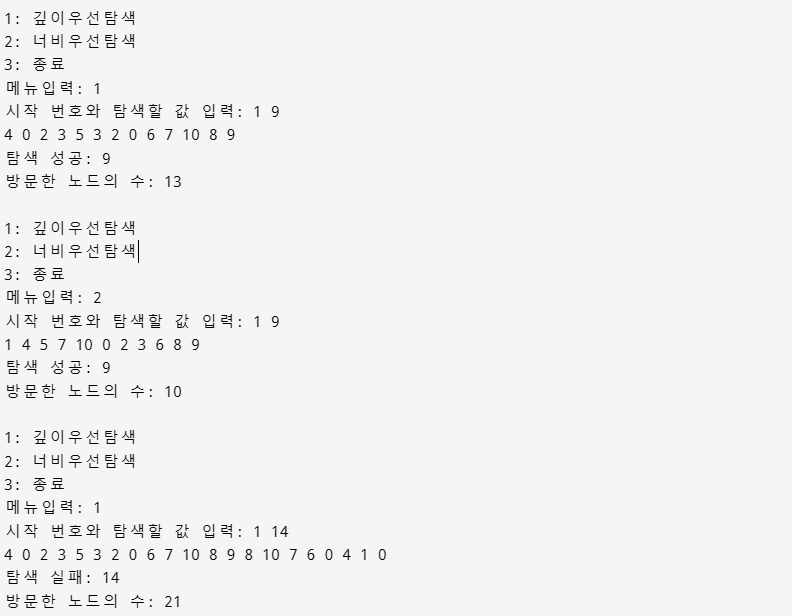 1: 깊이우선탐색
2: 너비우선탐색
3: 종료
메뉴입력: 1
시작 번호와 탐색할 값 입력: 1 9
4 0 2 3 5 3 2 0 6 7 10 8 9
탐색 성공: 9
방문한 노드의 수: 13
1: 깊이우선탐색
2: 너비우선탐색
3: 종료
메뉴입력: 2
시작 번호와 탐색할 값 입력: 1 9
1 4 5 7 10 0 2 3 6 8 9
탐색 성공: 9
방문한 노드의 수: 10
1: 깊이우선탐색
2: 너비우선탐색
3: 종료
메뉴입력: 1
시작 번호와 탐색할 값 입력: 1 14
4 0 2 3 5 3 2 0 6 7 10 8 9 8 10 7 6 0 4 1 0
탐색 실패: 14
방문한 노드의 수: 21